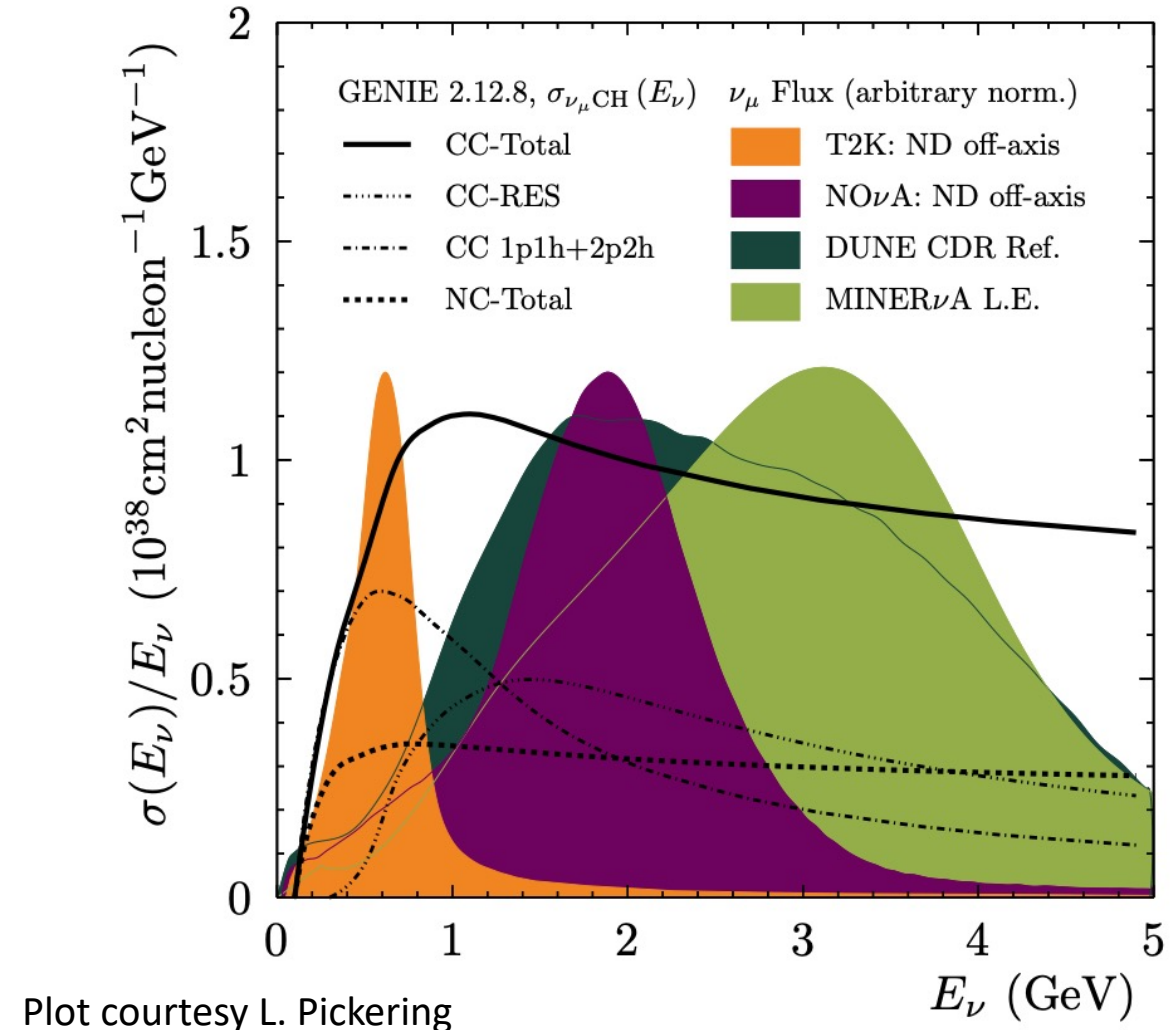 2
1.5
1
0.5
0
σ(Eν)/Eν (10³⁸cm²nucleon⁻¹GeV⁻¹)
GENIE 2.12.8, σνμCH (Eν)
CC-Total
CC-RES
CC 1p1h+2p2h
NC-Total
νμ Flux (arbitrary norm.)
T2K: ND off-axis
NOνA: ND off-axis
DUNE CDR Ref.
MINERνA L.E.
0 1 2 3 4 5
Eν (GeV)
Plot courtesy L. Pickering